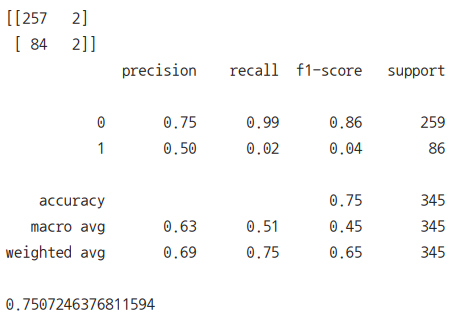 [[257   2]
 [ 84   2]]
              precision    recall  f1-score   support

           0       0.75      0.99      0.86       259
           1       0.50      0.02      0.04        86

    accuracy                           0.75       345
   macro avg       0.63      0.51      0.45       345
weighted avg       0.69      0.75      0.65       345

0.7507246376811594